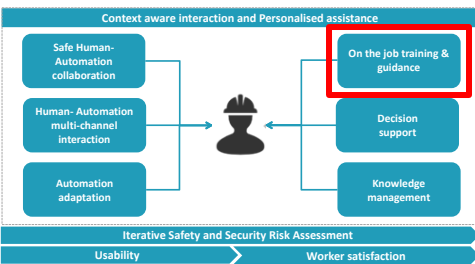 Context aware interaction and Personalised assistance
Safe Human-
Automation
collaboration
Human- Automation
multi-channel
interaction
Automation
adaptation
On the job training &
guidance
Decision
support
Knowledge
management
Iterative Safety and Security Risk Assessment
Usability
Worker satisfaction